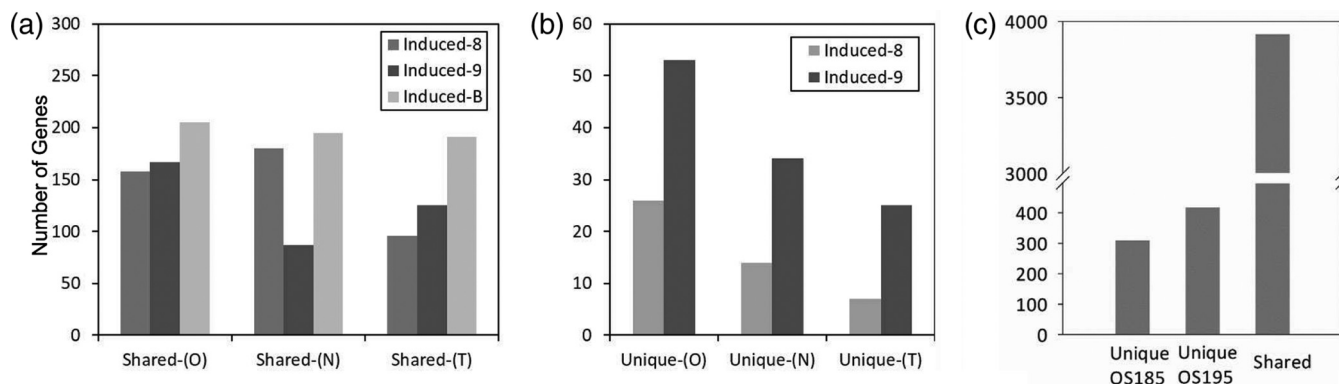 (a)
Number of Genes
300
250
200
150
100
50
0
Induced-8
Induced-9
Induced-B
Shared-(O) Shared-(N) Shared-(T)
(b)
60
50
40
30
20
10
0
Induced-8
Induced-9
Unique-(O) Unique-(N) Unique-(T)
(c)
4000
3500
3000
400
300
200
100
0
Unique
OS185
Unique
OS195
Shared